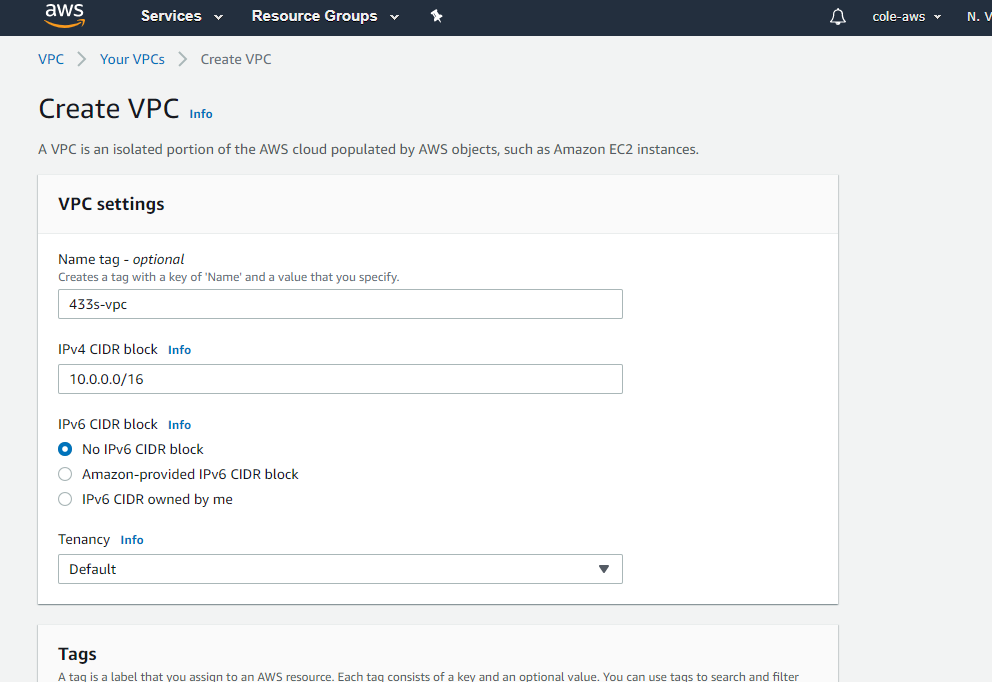 aws Services Resource Groups cole-aws N. V
VPC Your VPCs Create VPC
Create VPC Info
A VPC is an isolated portion of the AWS cloud populated by AWS objects, such as Amazon EC2 instances.
VPC settings
Name tag - optional
Creates a tag with a key of 'Name' and a value that you specify.
433s-vpc
IPv4 CIDR block Info
10.0.0.0/16
IPv6 CIDR block Info
No IPv6 CIDR block
Amazon-provided IPv6 CIDR block
IPv6 CIDR owned by me
Tenancy Info
Default
Tags
A tag is a label that you assign to an AWS resource. Each tag consists of a key and an optional value. You can use tags to search and filter